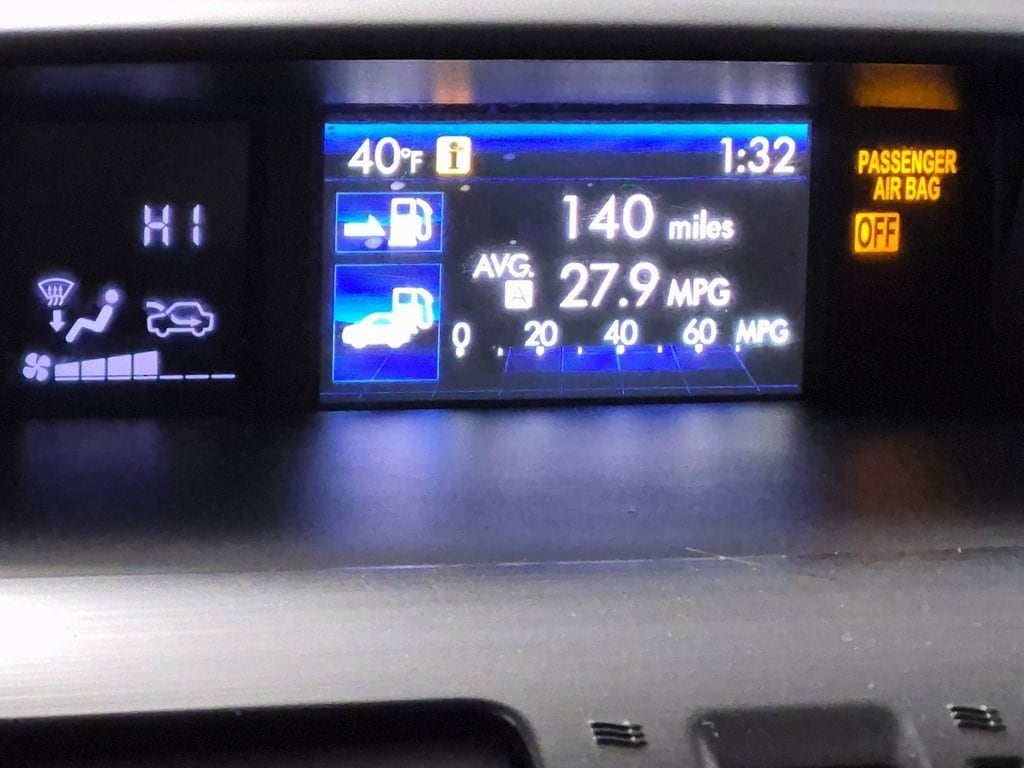 HI
40°F i 1:32
140 miles
AVG.
A 27.9 MPG
0 20 40 60 MPG
PASSENGER
AIR BAG
OFF